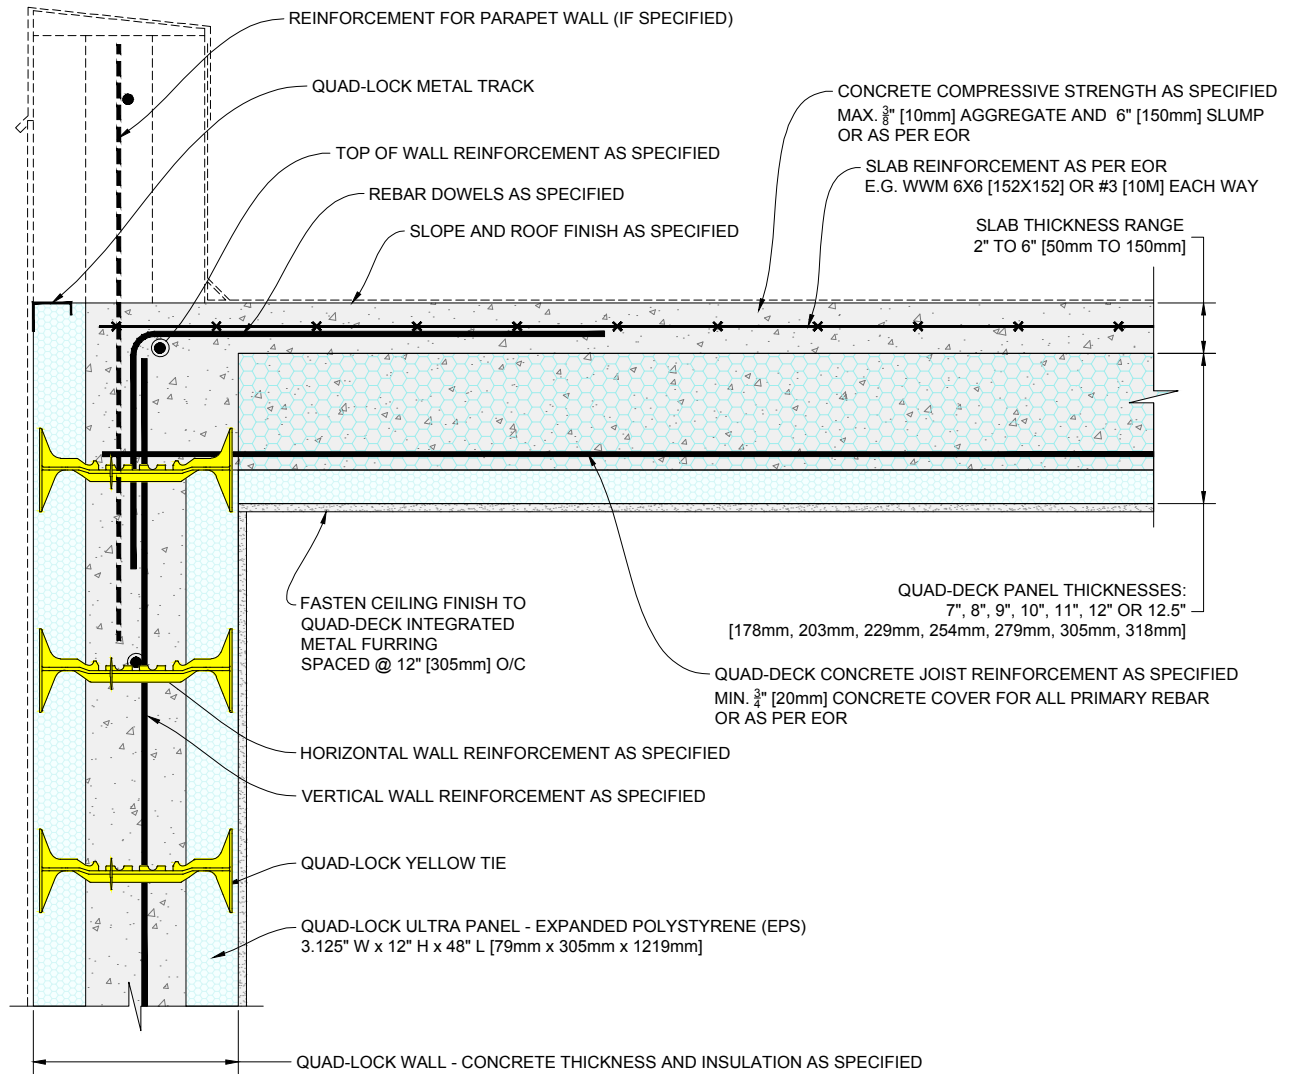 REINFORCEMENT FOR PARAPET WALL (IF SPECIFIED)
QUAD-LOCK METAL TRACK
CONCRETE COMPRESSIVE STRENGTH AS SPECIFIED
MAX. 3/8" [10mm] AGGREGATE AND 6" [150mm] SLUMP
OR AS PER EOR
TOP OF WALL REINFORCEMENT AS SPECIFIED
SLAB REINFORCEMENT AS PER EOR
E.G. WWM 6X6 [152X152] OR #3 [10M] EACH WAY
REBAR DOWELS AS SPECIFIED
SLOPE AND ROOF FINISH AS SPECIFIED
SLAB THICKNESS RANGE
2" TO 6" [50mm TO 150mm]
FASTEN CEILING FINISH TO
QUAD-DECK INTEGRATED
METAL FURRING
SPACED @ 12" [305mm] O/C
QUAD-DECK PANEL THICKNESSES:
7", 8", 9", 10", 11", 12" OR 12.5"
[178mm, 203mm, 229mm, 254mm, 279mm, 305mm, 318mm]
QUAD-DECK CONCRETE JOIST REINFORCEMENT AS SPECIFIED
MIN. 3/4" [20mm] CONCRETE COVER FOR ALL PRIMARY REBAR
OR AS PER EOR
HORIZONTAL WALL REINFORCEMENT AS SPECIFIED
VERTICAL WALL REINFORCEMENT AS SPECIFIED
QUAD-LOCK YELLOW TIE
QUAD-LOCK ULTRA PANEL - EXPANDED POLYSTYRENE (EPS)
3.125" W x 12" H x 48" L [79mm x 305mm x 1219mm]
QUAD-LOCK WALL - CONCRETE THICKNESS AND INSULATION AS SPECIFIED